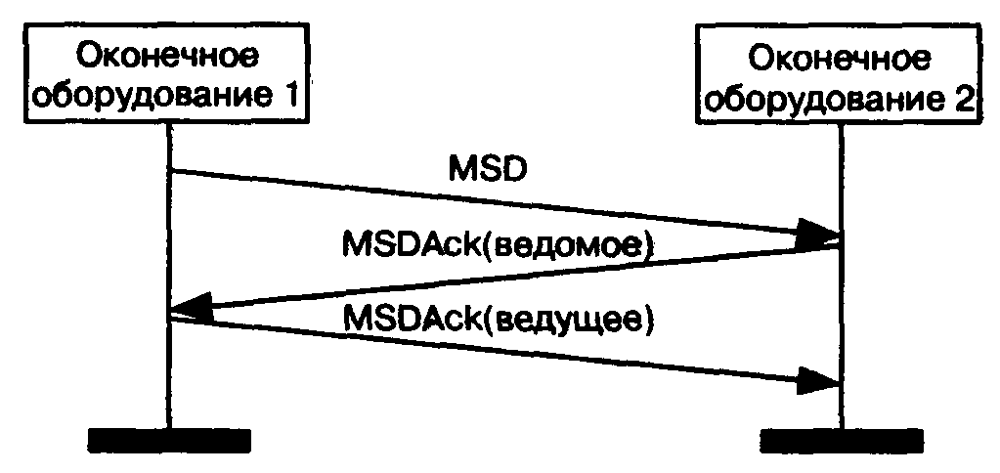 Оконечное
оборудование 1
Оконечное
оборудование 2
MSD
MSDAck(ведомое)
MSDAck(ведущее)